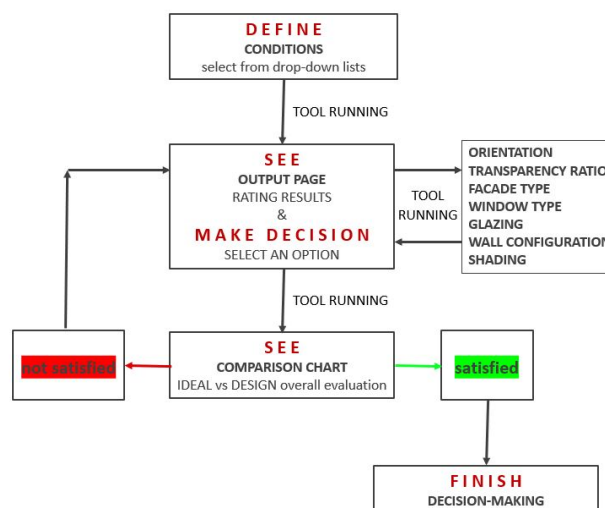 DEFINE
CONDITIONS
select from drop-down lists
TOOL RUNNING
SEE
OUTPUT PAGE
RATING RESULTS
&
MAKE DECISION
SELECT AN OPTION
TOOL
RUNNING
ORIENTATION
TRANSPARENCY RATIO
FACADE TYPE
WINDOW TYPE
GLAZING
WALL CONFIGURATION
SHADING
TOOL RUNNING
not satisfied
SEE
COMPARISON CHART
IDEAL vs DESIGN overall evaluation
satisfied
FINISH
DECISION-MAKING